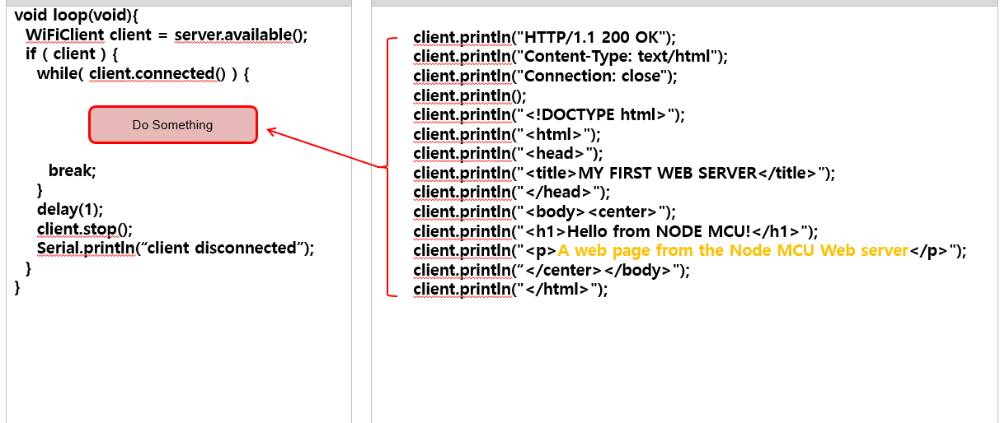 void loop(void){
WiFiClient client = server.available();
if ( client ) {
while( client.connected() ) {
Do Something
break;
}
delay(1);
client.stop();
Serial.println(“client disconnected”);
}
}
client.println("HTTP/1.1 200 OK");
client.println("Content-Type: text/html");
client.println("Connection: close");
client.println();
client.println("<!DOCTYPE html>");
client.println("<html>");
client.println("<head>");
client.println("<title>MY FIRST WEB SERVER</title>");
client.println("</head>");
client.println("<body><center>");
client.println("<h1>Hello from NODE MCU!</h1>");
client.println("<p>A web page from the Node MCU Web server</p>");
client.println(“</center></body>");
client.println("</html>");